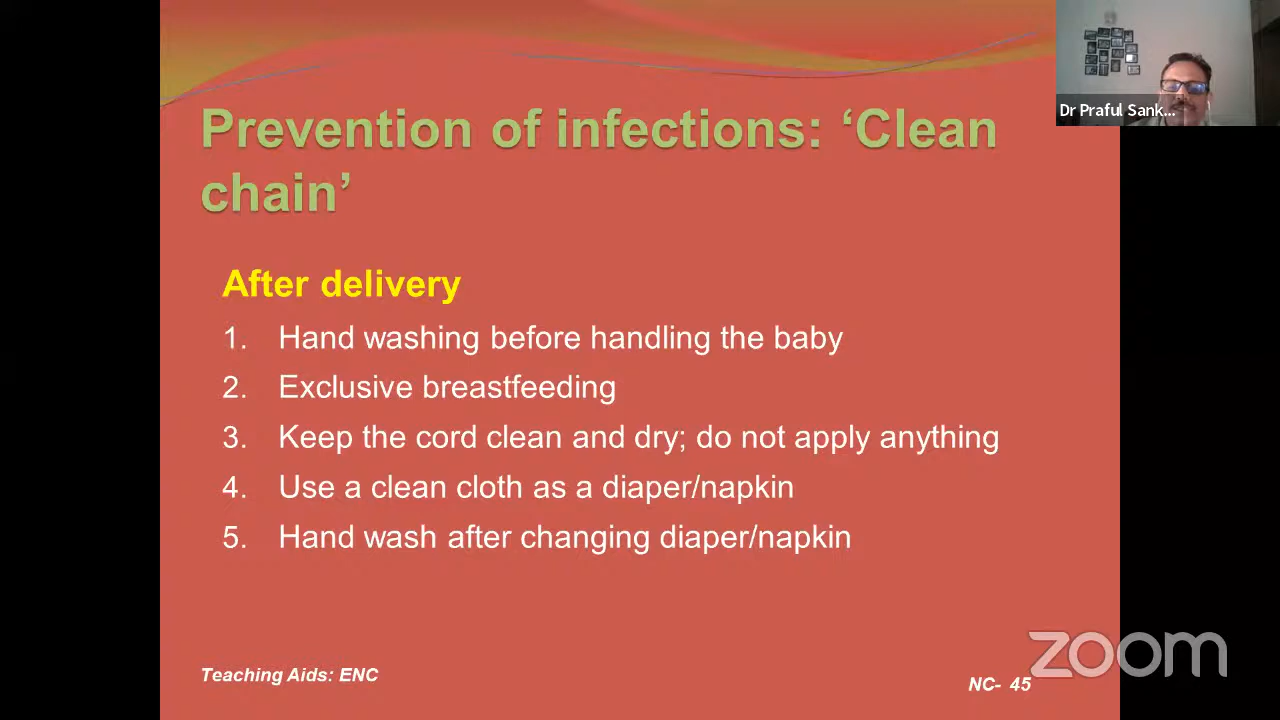 Dr Praful Sank...
Prevention of infections: ‘Clean
chain’
After delivery
1. Hand washing before handling the baby
2. Exclusive breastfeeding
3. Keep the cord clean and dry; do not apply anything
4. Use a clean cloth as a diaper/napkin
5. Hand wash after changing diaper/napkin
Teaching Aids: ENC
NC- 45
zoom